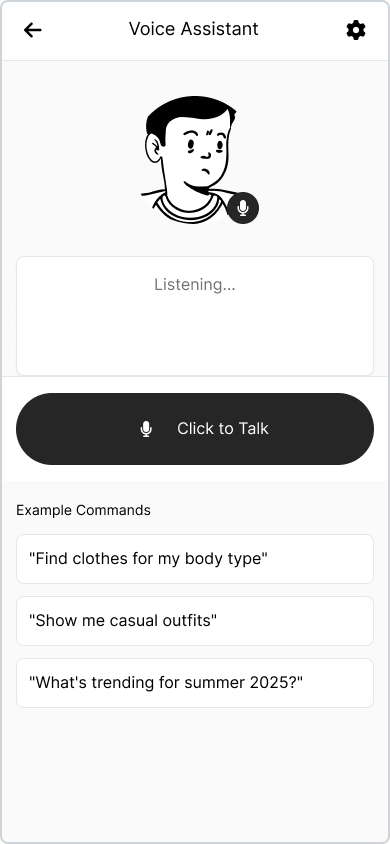 Voice Assistant
Listening...
Click to Talk
Example Commands
"Find clothes for my body type"
"Show me casual outfits"
"What's trending for summer 2025?"